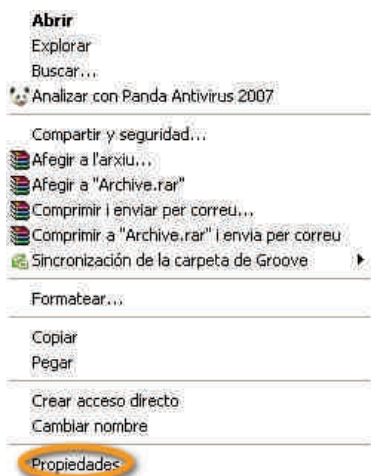 Abrir
Explorar
Buscar...
Analizar con Panda Antivirus 2007
Compartir y seguridad...
Afegir a l'arxiu...
Afegir a "Archive.rar"
Comprimir i enviar per correu...
Comprimir a "Archive.rar" i envia per correu
Sincronización de la carpeta de Groove
Formatear...
Copiar
Pegar
Crear acceso directo
Cambiar nombre
Propiedades